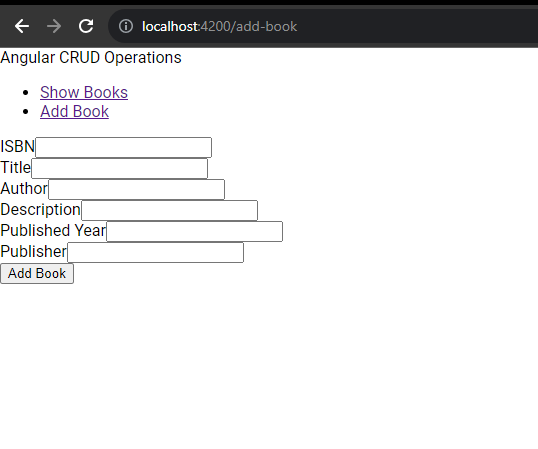 localhost:4200/add-book
Angular CRUD Operations
Show Books
Add Book
ISBN
Title
Author
Description
Published Year
Publisher
Add Book